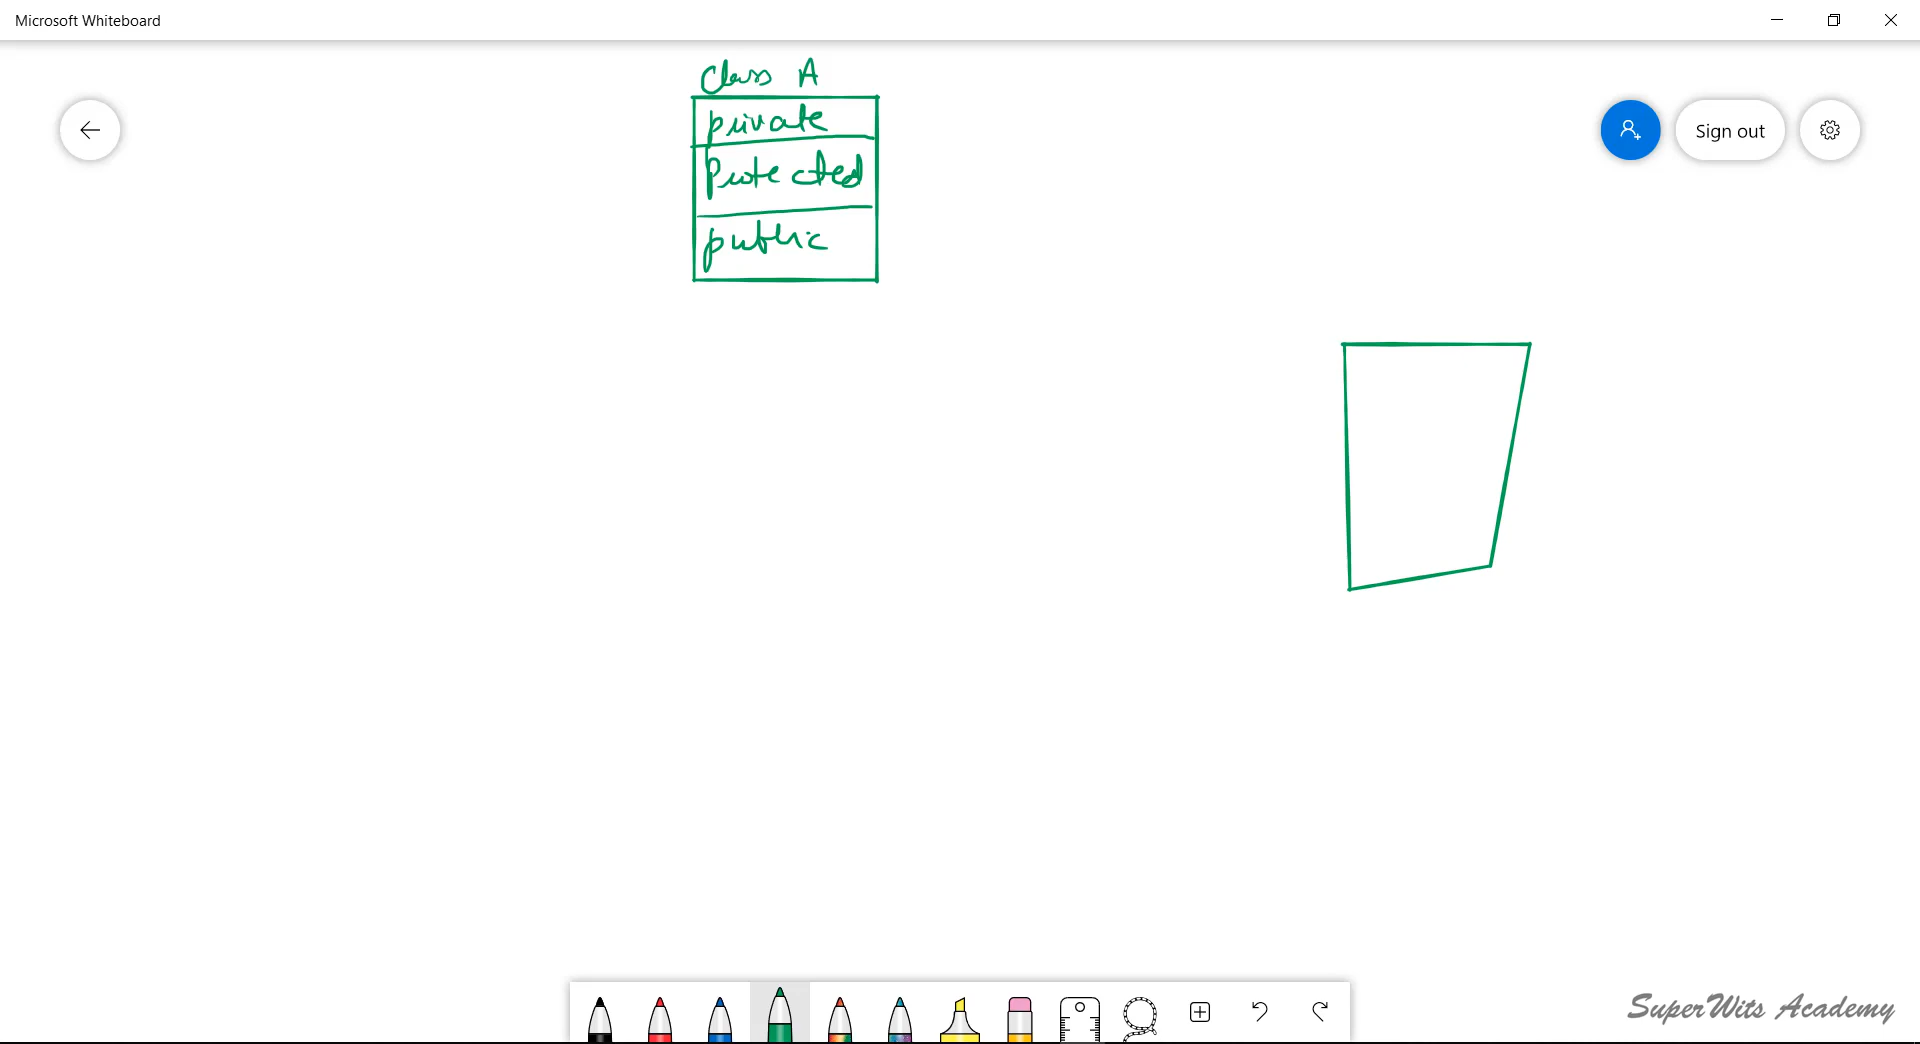 Microsoft Whiteboard
Class A
private
Protected
public
Sign out
SuperWits Academy